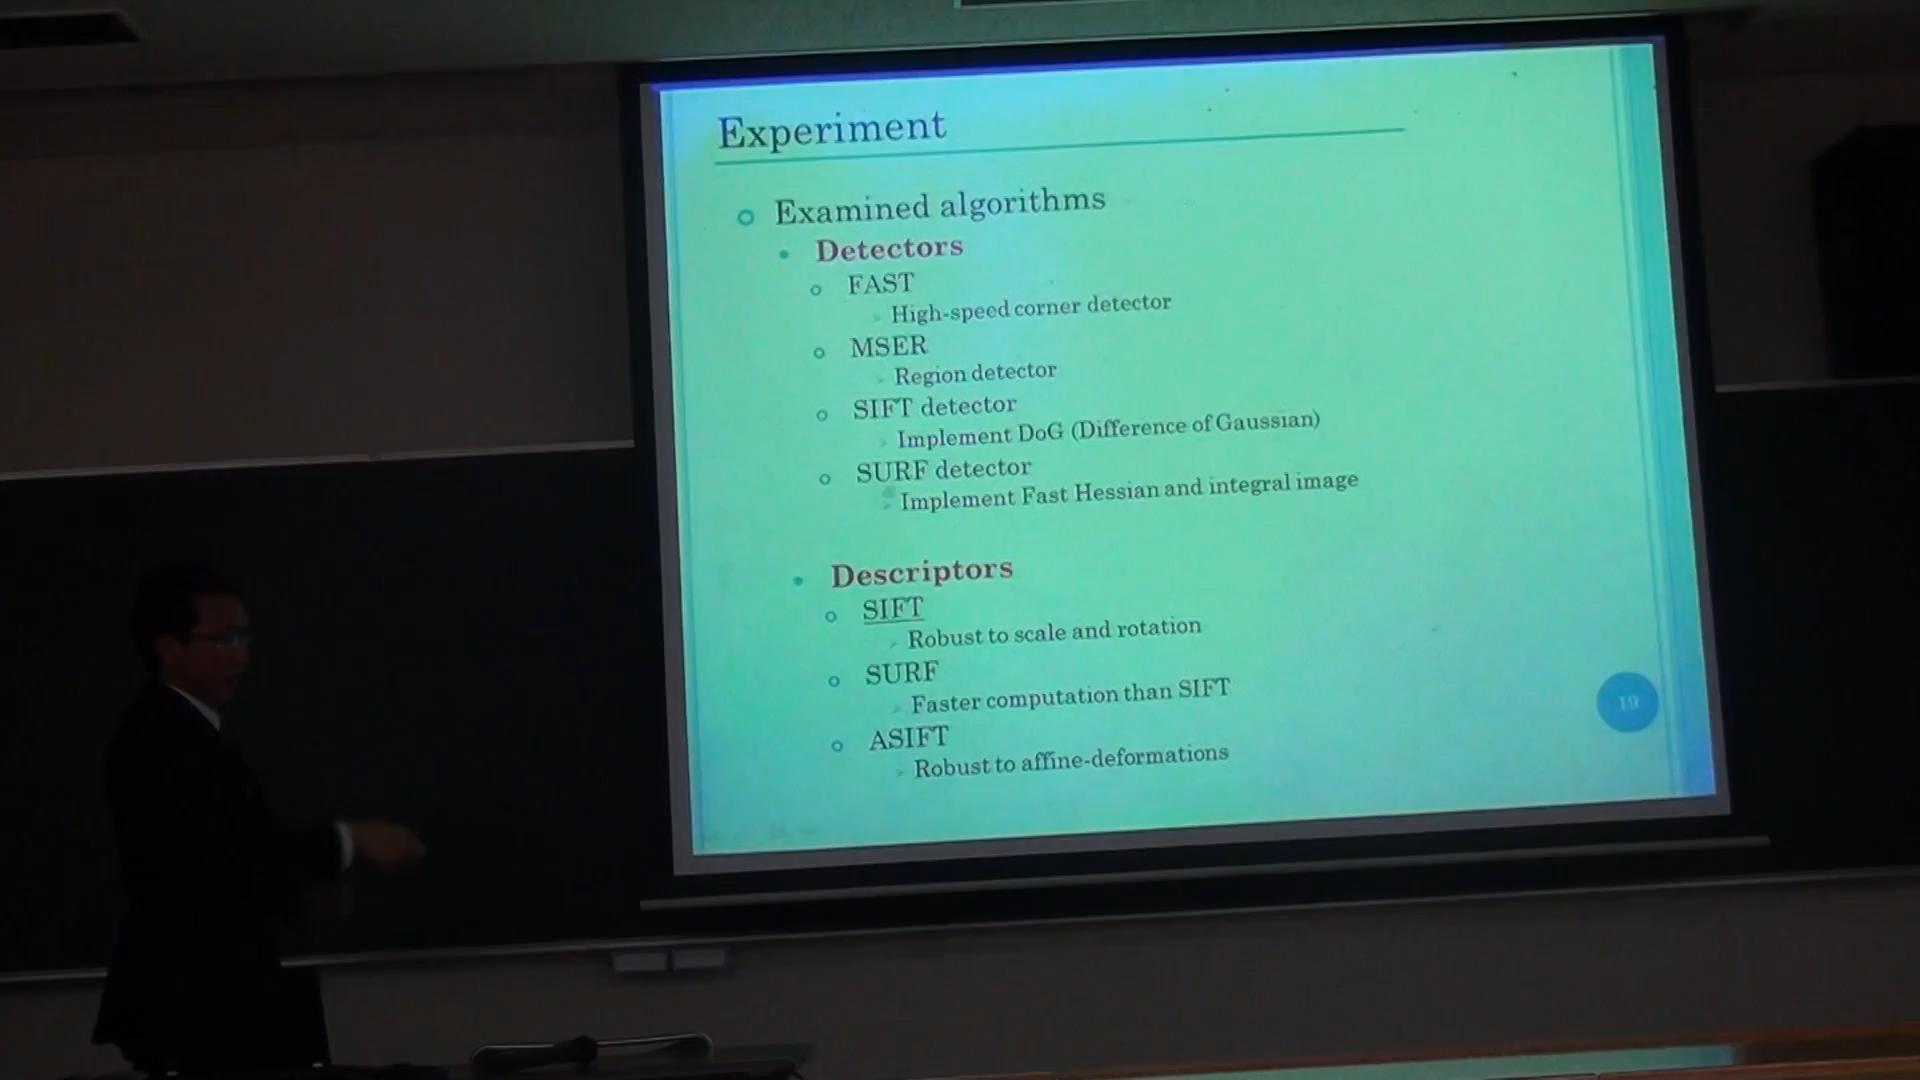 Experiment
Examined algorithms
Detectors
FAST
High-speed corner detector
MSER
Region detector
SIFT detector
Implement DoG (Difference of Gaussian)
SURF detector
Implement Fast Hessian and integral image
Descriptors
SIFT
Robust to scale and rotation
SURF
Faster computation than SIFT
ASIFT
Robust to affine-deformations
19